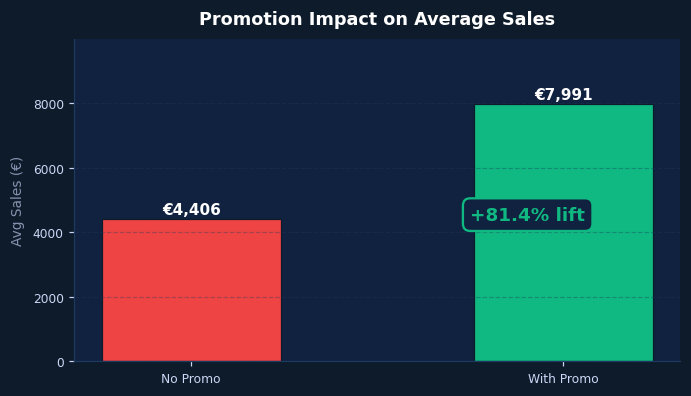 Promotion Impact on Average Sales
Avg Sales (€)
8000
6000
4000
2000
0
€4,406
€7,991
+81.4% lift
No Promo
With Promo